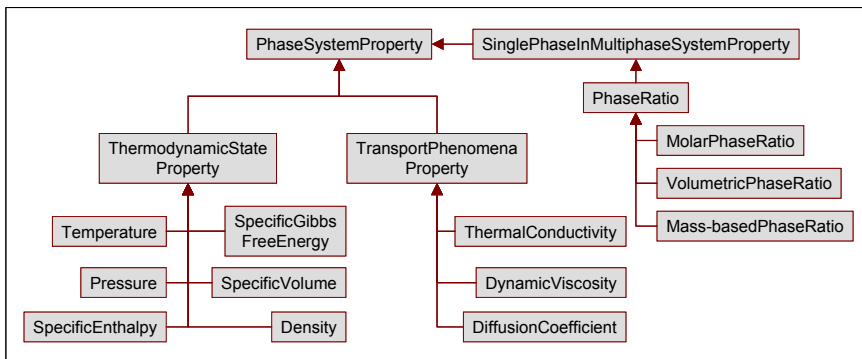 PhaseSystemProperty
SinglePhaseInMultiphaseSystemProperty
PhaseRatio
ThermodynamicState
Property
TransportPhenomena
Property
MolarPhaseRatio
VolumetricPhaseRatio
Mass-basedPhaseRatio
Temperature
SpecificGibbs
FreeEnergy
ThermalConductivity
Pressure
SpecificVolume
DynamicViscosity
SpecificEnthalpy
Density
DiffusionCoefficient